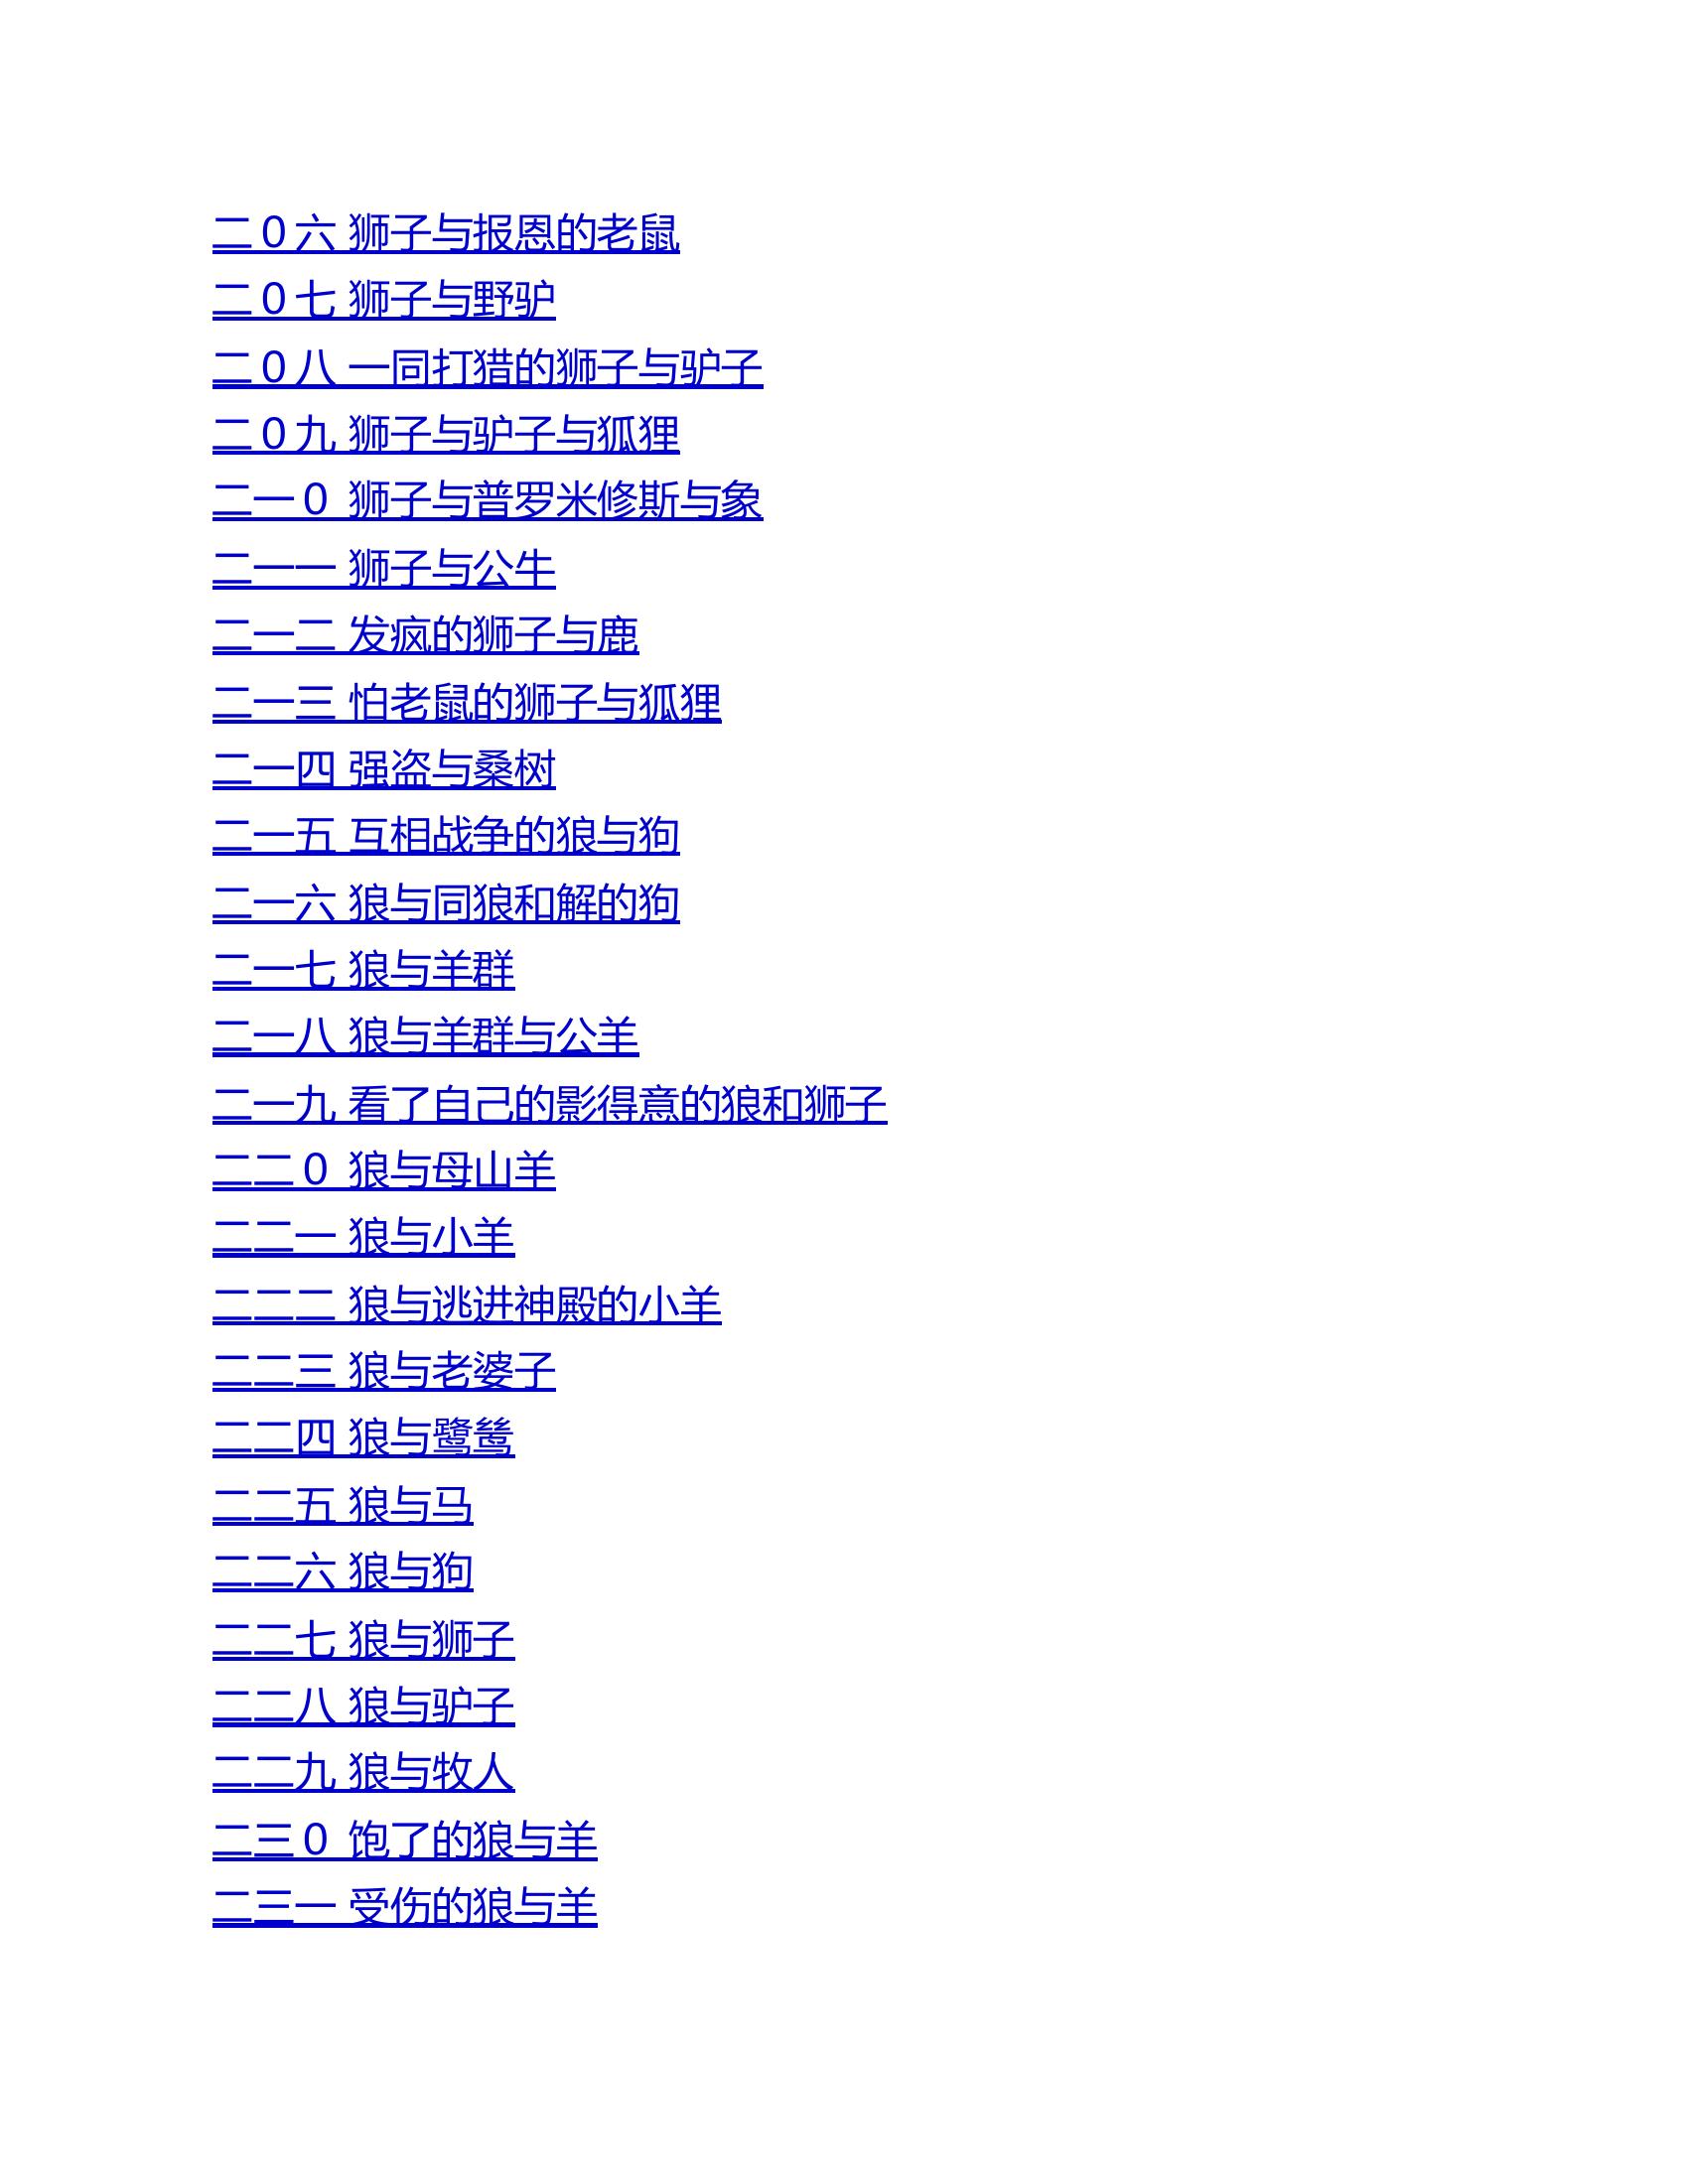 二０六 狮子与报恩的老鼠
二０七 狮子与野驴
二０八 一同打猎的狮子与驴子
二０九 狮子与驴子与狐狸
二一０ 狮子与普罗米修斯与象
二一一 狮子与公牛
二一二 发疯的狮子与鹿
二一三 怕老鼠的狮子与狐狸
二一四 强盗与桑树
二一五 互相战争的狼与狗
二一六 狼与同狼和解的狗
二一七 狼与羊群
二一八 狼与羊群与公羊
二一九 看了自己的影得意的狼和狮子
二二０ 狼与母山羊
二二一 狼与小羊
二二二 狼与逃进神殿的小羊
二二三 狼与老婆子
二二四 狼与鹭鸶
二二五 狼与马
二二六 狼与狗
二二七 狼与狮子
二二八 狼与驴子
二二九 狼与牧人
二三０ 饱了的狼与羊
二三一 受伤的狼与羊